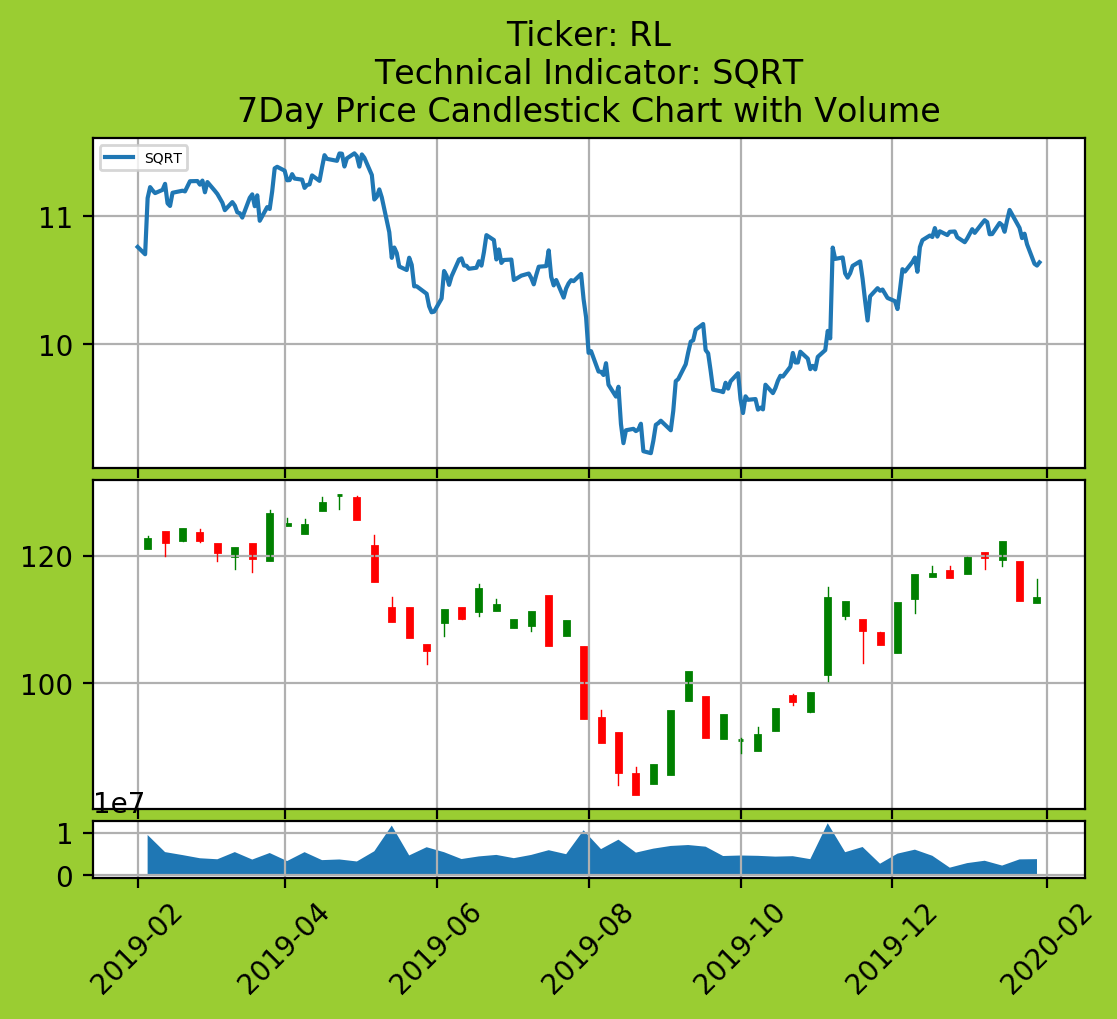 Ticker: RL
Technical Indicator: SQRT
7Day Price Candlestick Chart with Volume
SQRT
11
10
120
100
1e7
1
0
2019-02
2019-04
2019-06
2019-08
2019-10
2019-12
2020-02